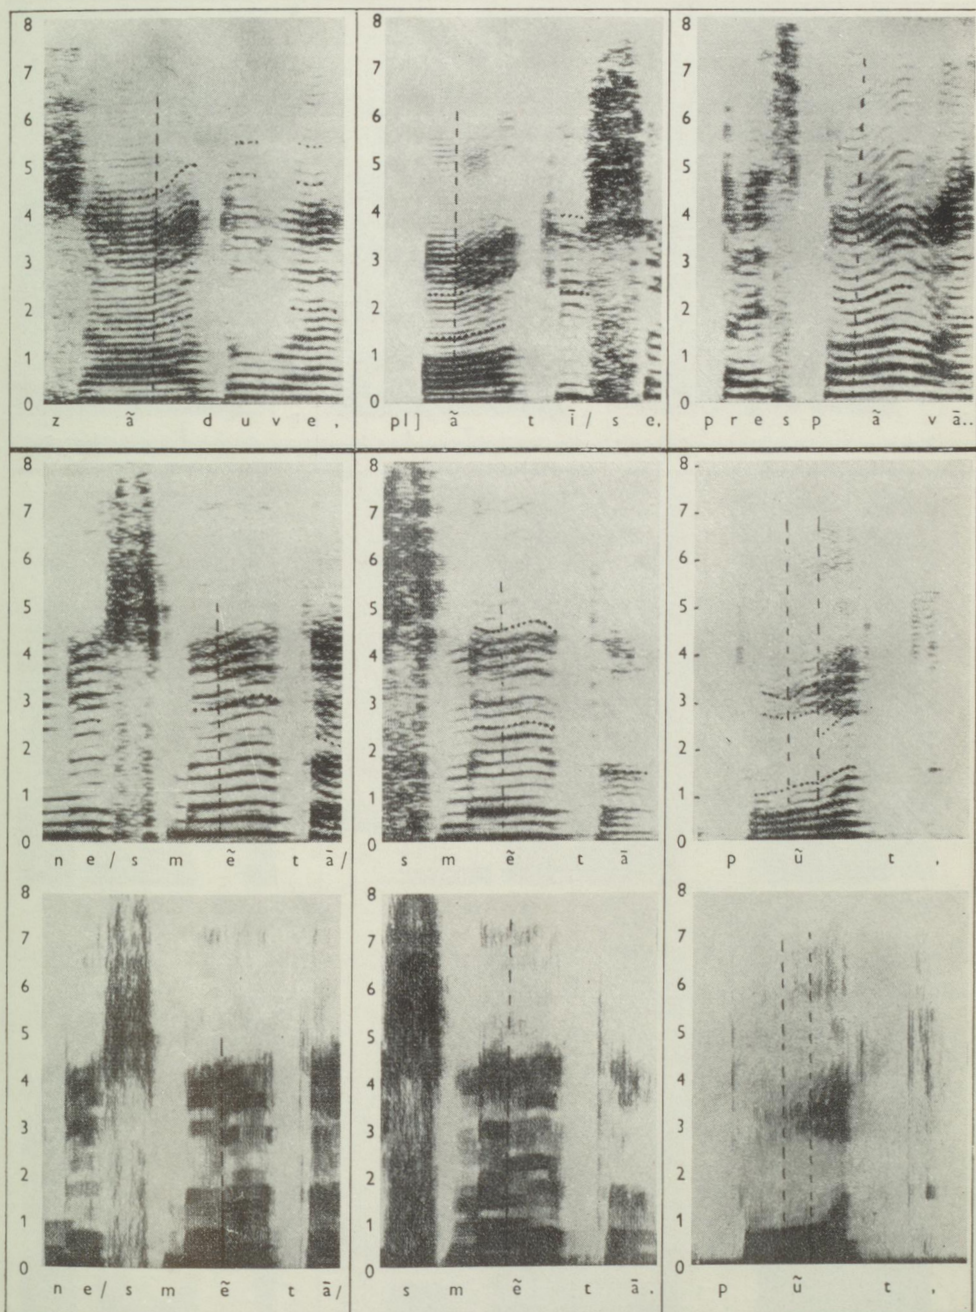 8 7 6 5 4 3 2 1 0
z ã d u v e ,
8 7 6 5 4 3 2 1 0
p l ] ã t ī / s e,
8 7 6 5 4 3 2 1 0
p r e s p ã v ā..
8 7 6 5 4 3 2 1 0
n e / s m ẽ t ā /
8 7 6 5 4 3 2 1 0
s m ẽ t ā
8 7 6 5 4 3 2 1 0
p ũ t ,
8 7 6 5 4 3 2 1 0
n e / s m ẽ t ā /
8 7 6 5 4 3 2 1 0
s m ẽ t ā .
8 7 6 5 4 3 2 1 0
p ũ t ,